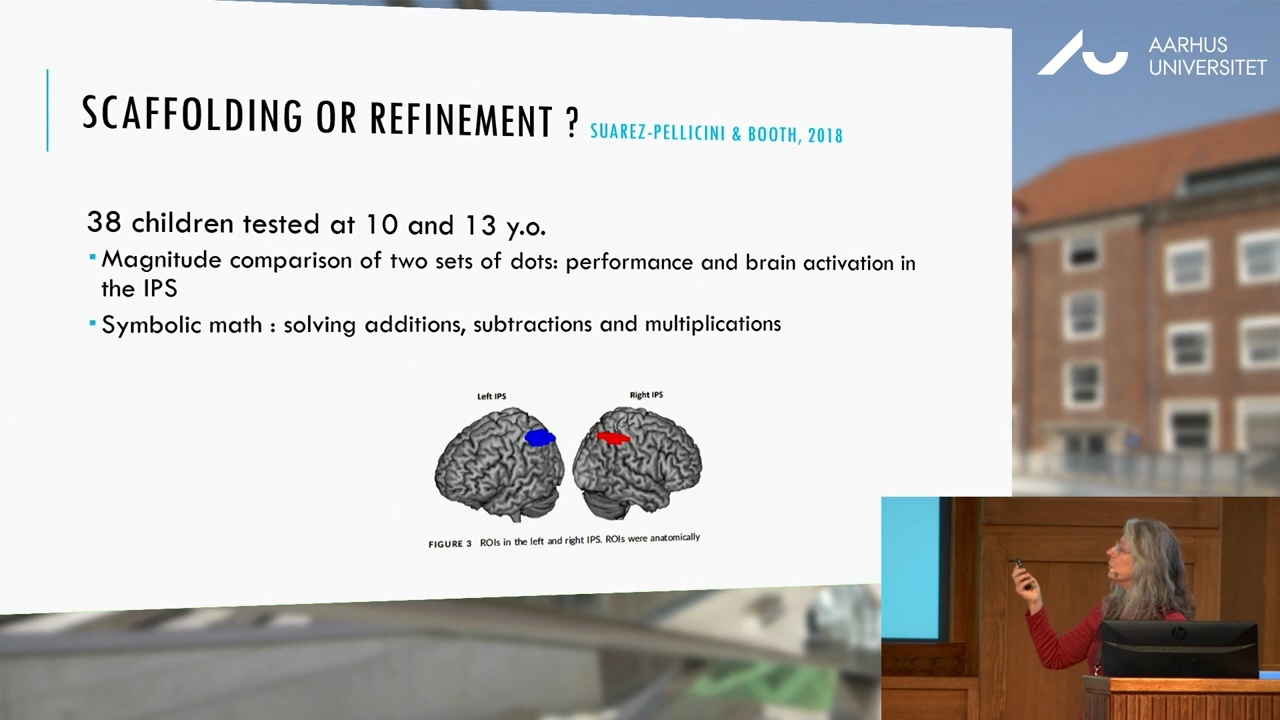 AARHUS
UNIVERSITET
SCAFFOLDING OR REFINEMENT ? SUAREZ-PELLICINI & BOOTH, 2018
38 children tested at 10 and 13 y.o.
▪ Magnitude comparison of two sets of dots: performance and brain activation in
the IPS
▪ Symbolic math : solving additions, subtractions and multiplications
Left IPS
Right IPS
FIGURE 3 ROIs in the left and right IPS. ROIs were anatomically
hp